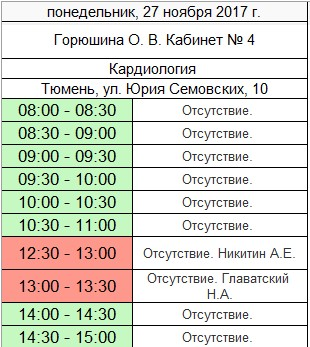 понедельник, 27 ноября 2017 г.
Горюшина О. В. Кабинет № 4
Кардиология
Тюмень, ул. Юрия Семовских, 10
08:00 - 08:30 Отсутствие.
08:30 - 09:00 Отсутствие.
09:00 - 09:30 Отсутствие.
09:30 - 10:00 Отсутствие.
10:00 - 10:30 Отсутствие.
10:30 - 11:00 Отсутствие.
12:30 - 13:00 Отсутствие. Никитин А.Е.
13:00 - 13:30 Отсутствие. Главатский
Н.А.
14:00 - 14:30 Отсутствие.
14:30 - 15:00 Отсутствие.